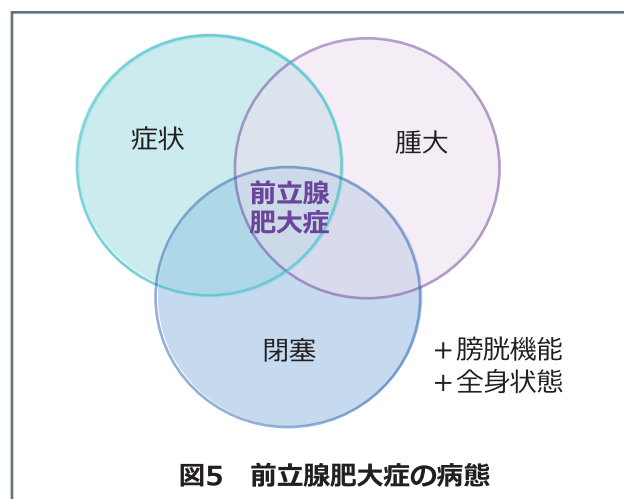 症状
腫大
前立腺
肥大症
閉塞
＋膀胱機能
＋全身状態
図5　前立腺肥大症の病態